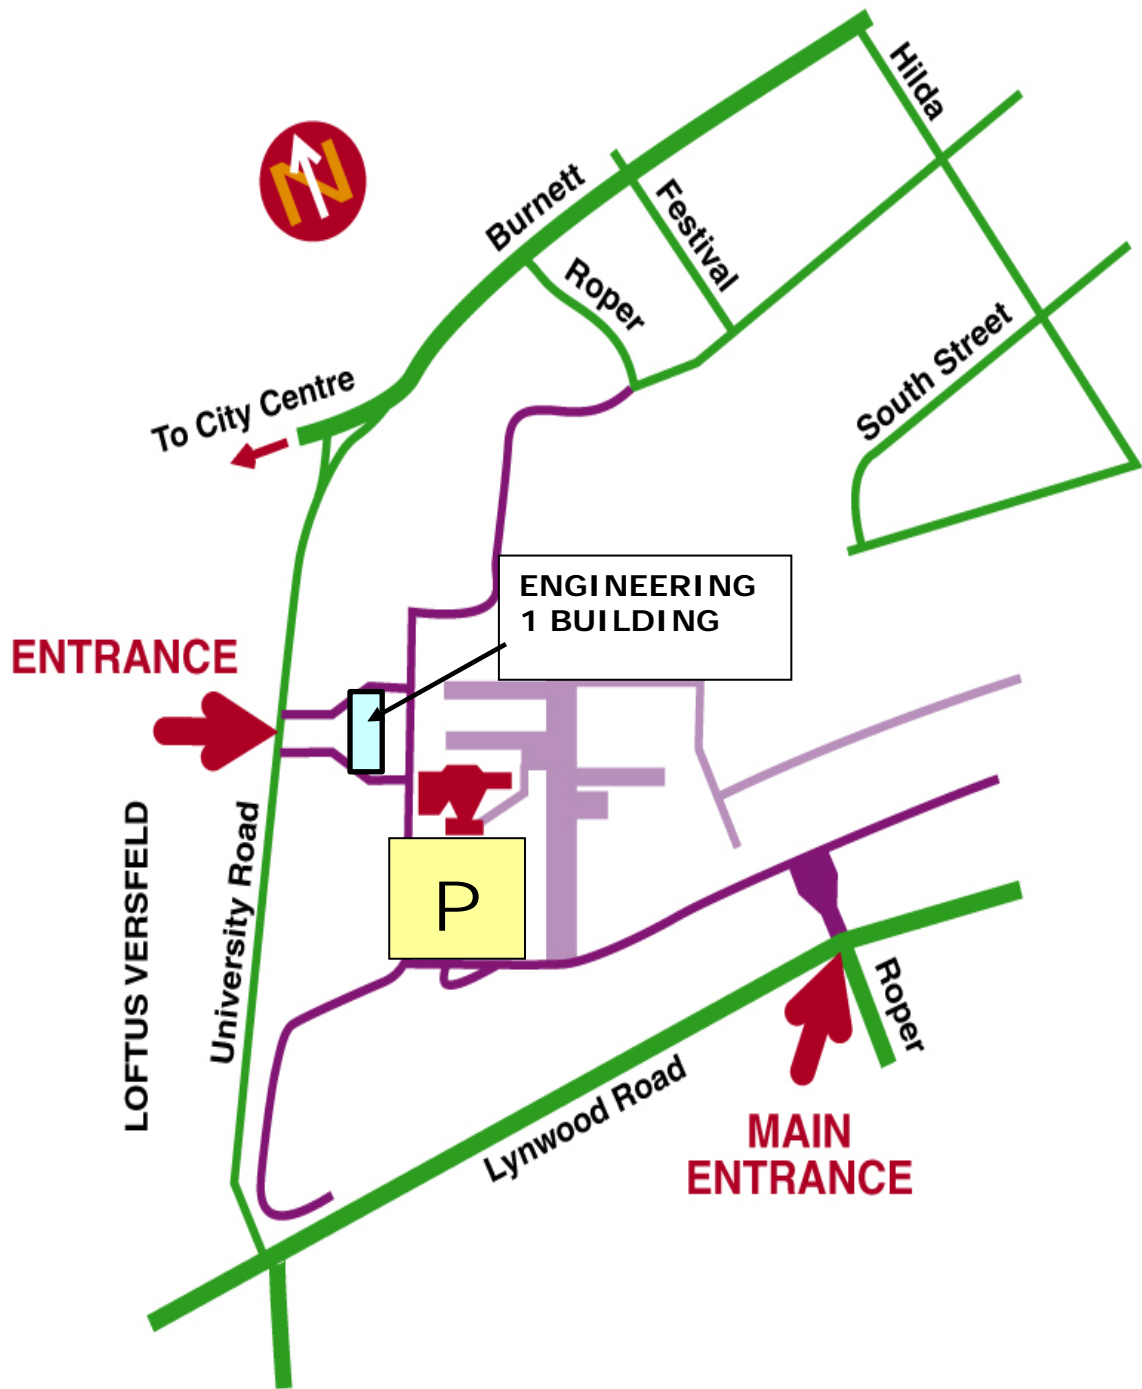 Hilda
N
Burnett
Festival
Roper
South Street
To City Centre
ENGINEERING
1 BUILDING
ENTRANCE
LOFTUS VERSFELD
University Road
P
Roper
Lynwood Road
MAIN
ENTRANCE